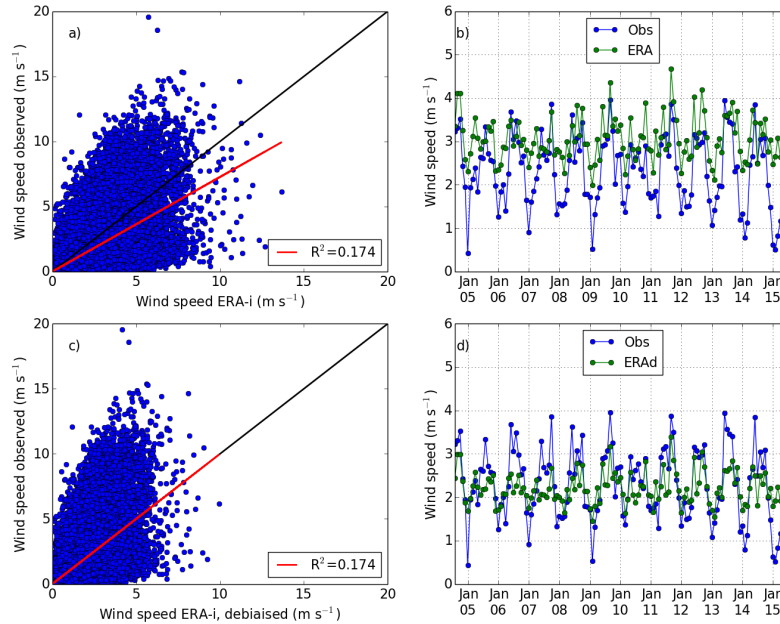 a)
20
15
10
5
0
Wind speed observed (m s⁻¹)
R²=0.174
0 5 10 15 20
Wind speed ERA-i (m s⁻¹)
b)
Obs
ERA
6
5
4
3
2
1
0
Wind speed (m s⁻¹)
Jan Jan Jan Jan Jan Jan Jan Jan Jan Jan Jan
05 06 07 08 09 10 11 12 13 14 15
c)
20
15
10
5
0
Wind speed observed (m s⁻¹)
R²=0.174
0 5 10 15 20
Wind speed ERA-i, debiaised (m s⁻¹)
d)
Obs
ERAd
6
5
4
3
2
1
0
Wind speed (m s⁻¹)
Jan Jan Jan Jan Jan Jan Jan Jan Jan Jan Jan
05 06 07 08 09 10 11 12 13 14 15